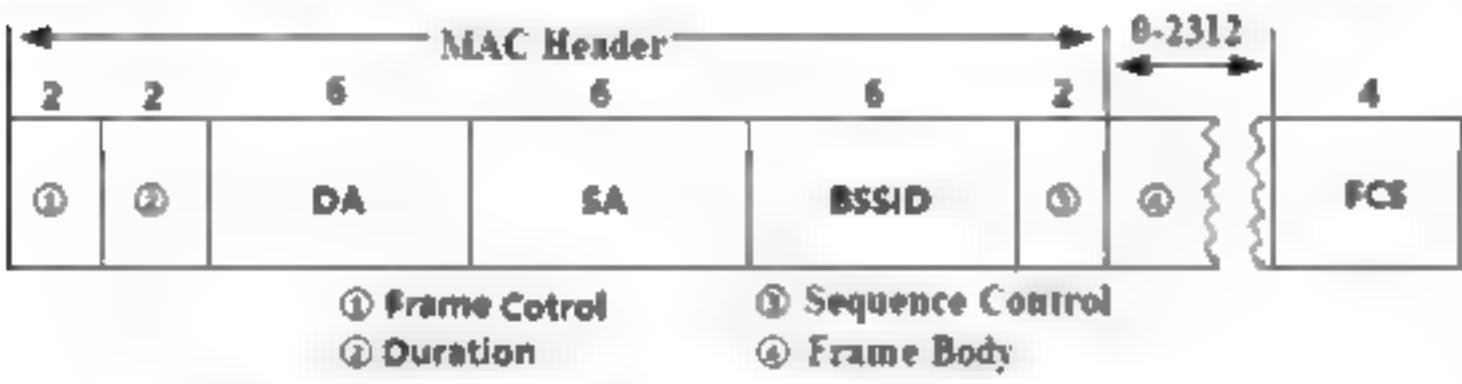 MAC Header 0-2312
2 2 6 6 6 2 4
① ② DA SA BSSID ③ ④ FCS
① Frame Cotrol ③ Sequence Control
② Duration ④ Frame Body